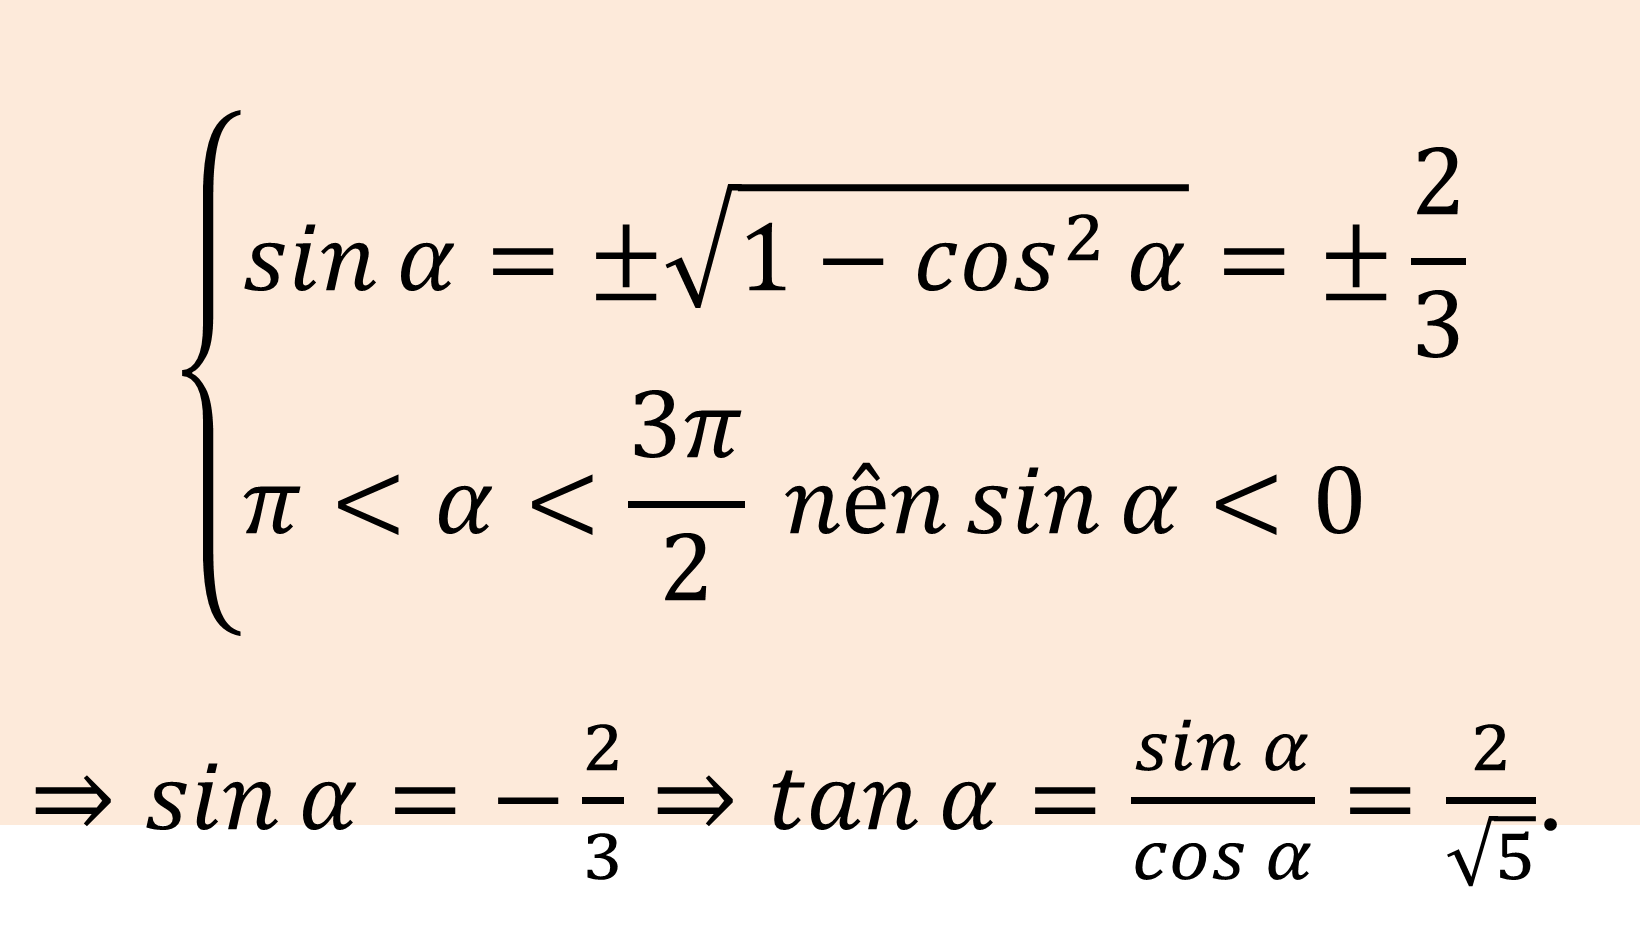 sin α = ±√(1 − cos² α) = ±2/3
π < α < 3π/2 nên sin α < 0
⇒ sin α = −2/3 ⇒ tan α = sin α/cos α = 2/√5.